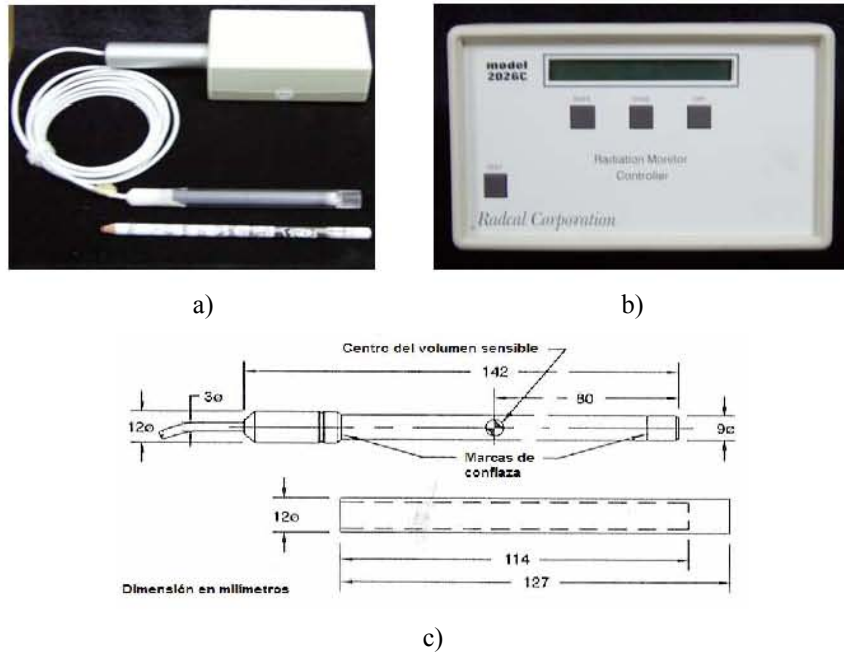 model
2026C
Radiation Monitor
Controller
Radcal Corporation
a)
b)
Centro del volumen sensible
142
3ø
80
12ø
9ø
Marcas de
confiaza
12ø
114
127
Dimensión en milímetros
c)